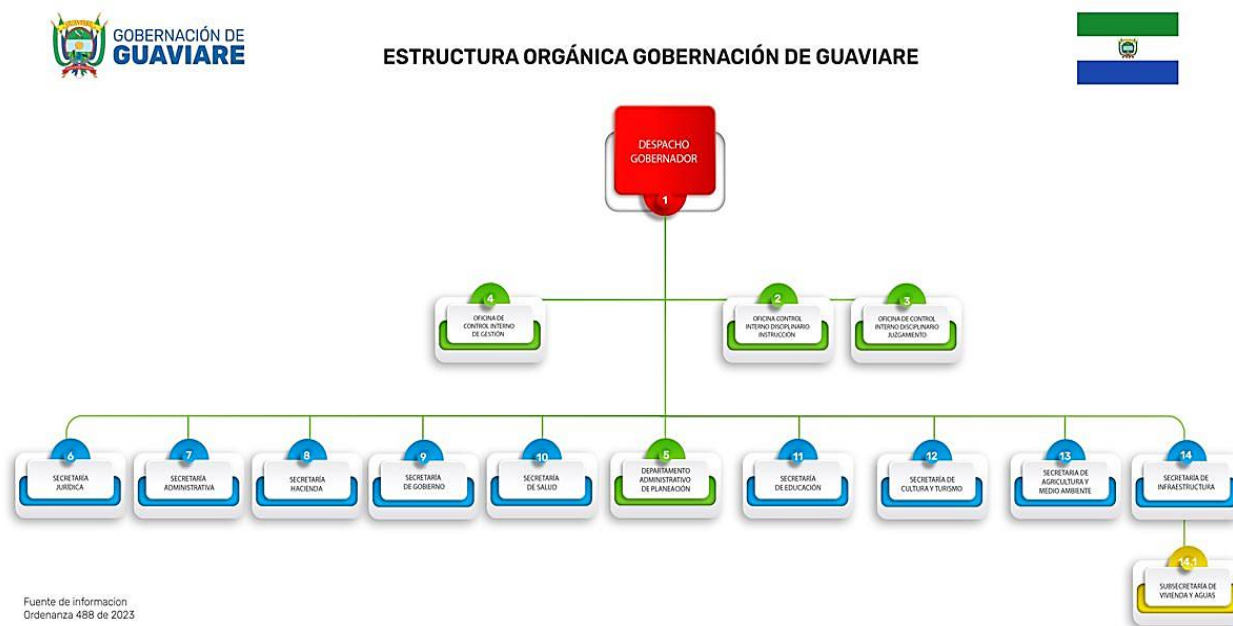 GOBERNACIÓN DE
GUAVIARE
ESTRUCTURA ORGÁNICA GOBERNACIÓN DE GUAVIARE
DESPACHO
GOBERNADOR
1
4
OFICINA DE
CONTROL INTERNO
DE GESTIÓN
2
OFICINA CONTROL
INTERNO DISCIPLINARIO
INSTRUCCIÓN
3
OFICINA DE CONTROL
INTERNO DISCIPLINARIO
JUZGAMENTO
6
SECRETARÍA
JURÍDICA
7
SECRETARÍA
ADMINISTRATIVA
8
SECRETARÍA
HACIENDA
9
SECRETARÍA
DE GOBIERNO
10
SECRETARÍA
DE SALUD
5
DEPARTAMENTO
ADMINISTRATIVO
DE PLANEACIÓN
11
SECRETARÍA
DE EDUCACIÓN
12
SECRETARÍA DE
CULTURA Y TURISMO
13
SECRETARIA DE
AGRICULTURA Y
MEDIO AMBIENTE
14
SECRETARÍA DE
INFRAESTRUCTURA
14.1
SUBSECRETARÍA DE
VIVIENDA Y AGUAS
Fuente de informacion
Ordenanza 488 de 2023